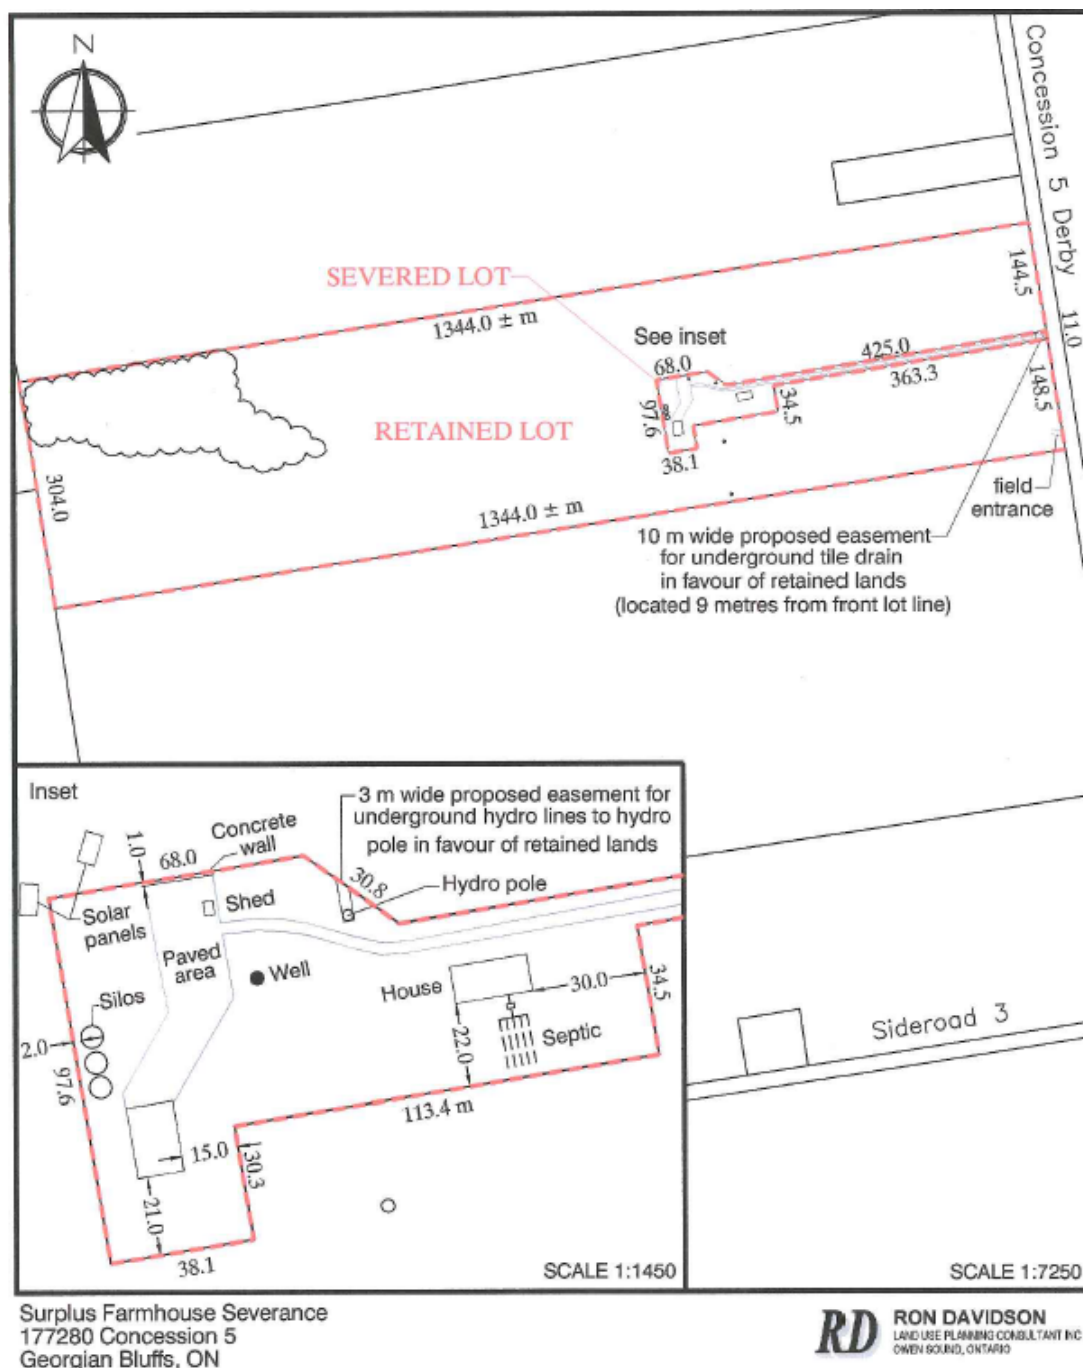 N
Concession 5 Derby
SEVERED LOT
1344.0 ± m
144.5
11.0
See inset
68.0
425.0
363.3
97.6
34.5
148.5
RETAINED LOT
38.1
304.0
1344.0 ± m
field
entrance
10 m wide proposed easement
for underground tile drain
in favour of retained lands
(located 9 metres from front lot line)
Inset
3 m wide proposed easement for
underground hydro lines to hydro
pole in favour of retained lands
1.0
68.0
Concrete
wall
30.8
Hydro pole
Shed
Solar
panels
Paved
area
Well
House
30.0
34.5
Silos
Septic
22.0
2.0
97.6
113.4 m
15.0
30.3
21.0
38.1
SCALE 1:1450
Sideroad 3
SCALE 1:7250
Surplus Farmhouse Severance
177280 Concession 5
Georgian Bluffs, ON
RD
RON DAVIDSON
LAND USE PLANNING CONSULTANT INC
OWEN SOUND, ONTARIO